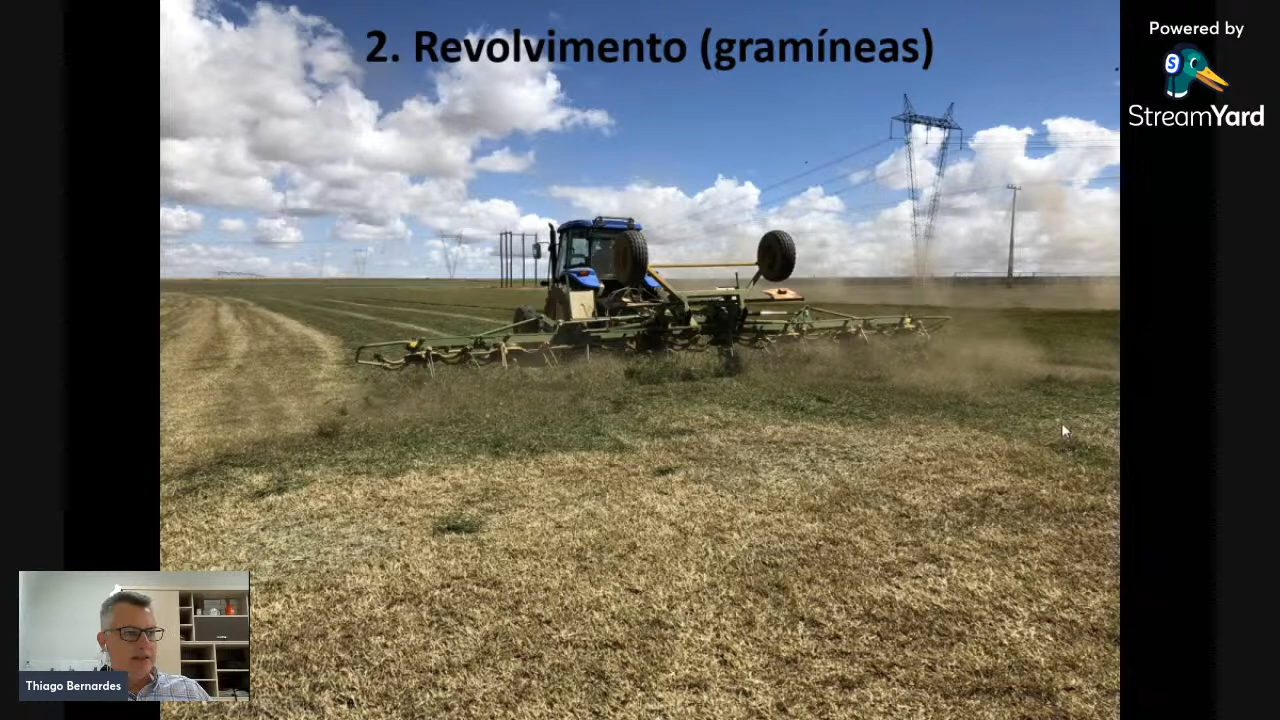 2. Revolvimento (gramíneas)
Powered by
StreamYard
Thiago Bernardes